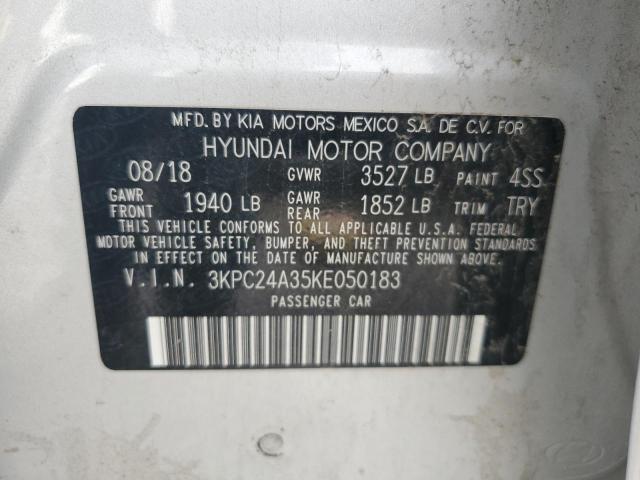 MFD. BY KIA MOTORS MEXICO S.A. DE C.V. FOR
HYUNDAI MOTOR COMPANY
08/18 GVWR 3527 LB PAINT 4SS
GAWR FRONT 1940 LB GAWR REAR 1852 LB TRIM TRY
THIS VEHICLE CONFORMS TO ALL APPLICABLE U.S.A. FEDERAL
MOTOR VEHICLE SAFETY, BUMPER, AND THEFT PREVENTION STANDARDS
IN EFFECT ON THE DATE OF MANUFACTURE SHOWN ABOVE.
V.I.N. 3KPC24A35KE050183
PASSENGER CAR